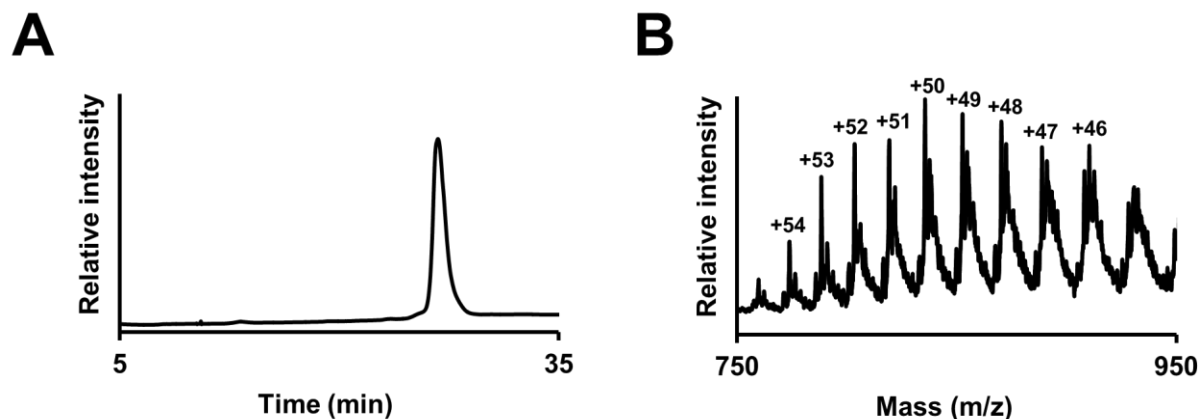 A
Relative intensity
5
35
Time (min)
B
Relative intensity
+54
+53
+52
+51
+50
+49
+48
+47
+46
750
950
Mass (m/z)